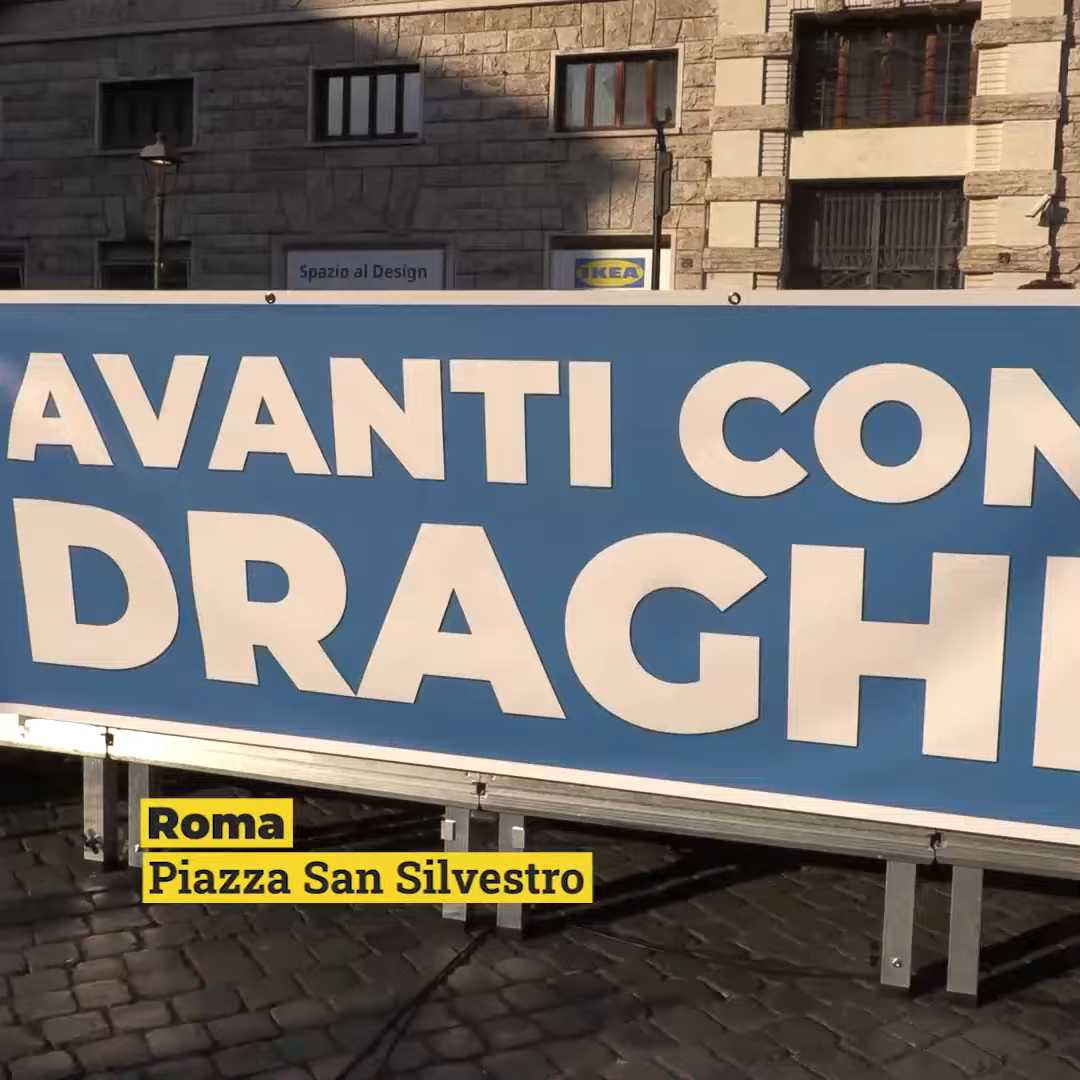 Spazio al Design
IKEA
AVANTI CON
DRAGHI
Roma
Piazza San Silvestro